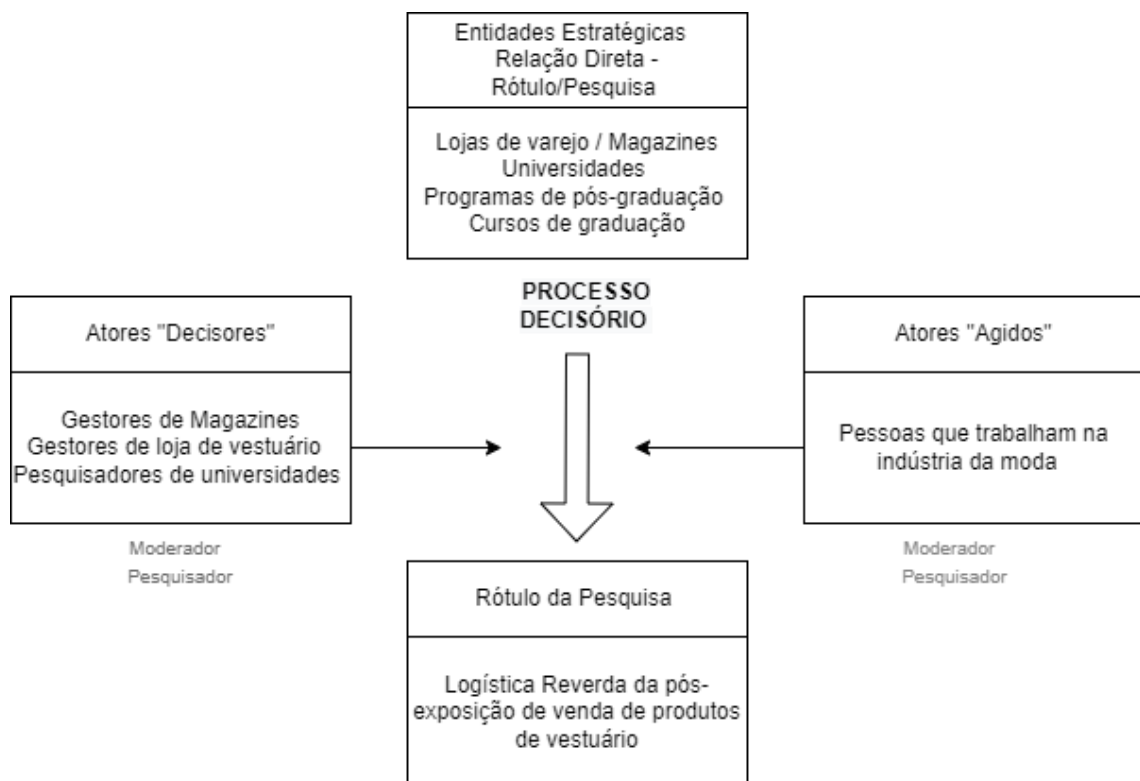 Entidades Estratégicas
Relação Direta -
Rótulo/Pesquisa
Lojas de varejo / Magazines
Universidades
Programas de pós-graduação
Cursos de graduação
PROCESSO
DECISÓRIO
Atores "Decisores"
Gestores de Magazines
Gestores de loja de vestuário
Pesquisadores de universidades
Moderador
Pesquisador
Atores "Agidos"
Pessoas que trabalham na
indústria da moda
Moderador
Pesquisador
Rótulo da Pesquisa
Logística Reverda da pós-
exposição de venda de produtos
de vestuário